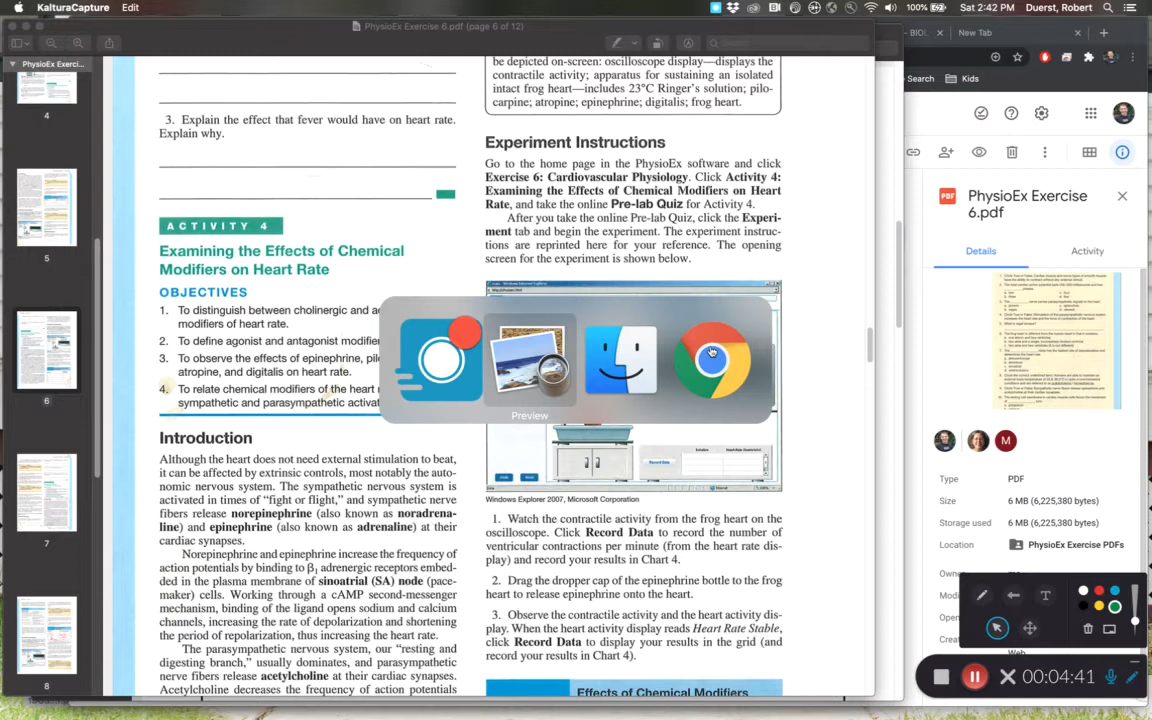 KalturaCapture Edit
100% Sat 2:42 PM Duerst, Robert
PhysioEx Exercise 6.pdf (page 6 of 12)
PhysioEx Exerci...
4
5
6
7
8
3. Explain the effect that fever would have on heart rate.
Explain why.
ACTIVITY 4
Examining the Effects of Chemical
Modifiers on Heart Rate
OBJECTIVES
1. To distinguish between cholinergic and a
modifiers of heart rate.
2. To define agonist and antagonist modifie
3. To observe the effects of epinephrine, pil
atropine, and digitalis on heart rate.
4. To relate chemical modifiers of the heart
sympathetic and parasympathetic activat
Introduction
Although the heart does not need external stimulation to beat,
it can be affected by extrinsic controls, most notably the auto-
nomic nervous system. The sympathetic nervous system is
activated in times of “fight or flight,” and sympathetic nerve
fibers release norepinephrine (also known as noradrena-
line) and epinephrine (also known as adrenaline) at their
cardiac synapses.
Norepinephrine and epinephrine increase the frequency of
action potentials by binding to β1 adrenergic receptors embed-
ded in the plasma membrane of sinoatrial (SA) node (pace-
maker) cells. Working through a cAMP second-messenger
mechanism, binding of the ligand opens sodium and calcium
channels, increasing the rate of depolarization and shortening
the period of repolarization, thus increasing the heart rate.
The parasympathetic nervous system, our “resting and
digesting branch,” usually dominates, and parasympathetic
nerve fibers release acetylcholine at their cardiac synapses.
Acetylcholine decreases the frequency of action potentials
be depicted on-screen: oscilloscope display—displays the
contractile activity; apparatus for sustaining an isolated
intact frog heart—includes 23°C Ringer's solution; pilo-
carpine; atropine; epinephrine; digitalis; frog heart.
Experiment Instructions
Go to the home page in the PhysioEx software and click
Exercise 6: Cardiovascular Physiology. Click Activity 4:
Examining the Effects of Chemical Modifiers on Heart
Rate, and take the online Pre-lab Quiz for Activity 4.
After you take the online Pre-lab Quiz, click the Experi-
ment tab and begin the experiment. The experiment instruc-
tions are reprinted here for your reference. The opening
screen for the experiment is shown below.
Preview
Record Data
Windows Explorer 2007, Microsoft Corporation
1. Watch the contractile activity from the frog heart on the
oscilloscope. Click Record Data to record the number of
ventricular contractions per minute (from the heart rate dis-
play) and record your results in Chart 4.
2. Drag the dropper cap of the epinephrine bottle to the frog
heart to release epinephrine onto the heart.
3. Observe the contractile activity and the heart activity dis-
play. When the heart activity display reads Heart Rate Stable,
click Record Data to display your results in the grid (and
record your results in Chart 4).
Effects of Chemical Modifiers
- BIOL
New Tab
Search Kids
PDF
PhysioEx Exercise
6.pdf
Details Activity
M
Type PDF
Size 6 MB (6,225,380 bytes)
Storage used 6 MB (6,225,380 bytes)
Location PhysioEx Exercise PDFs
Owne
Modi
Open
Creat
Web
T
00:04:41